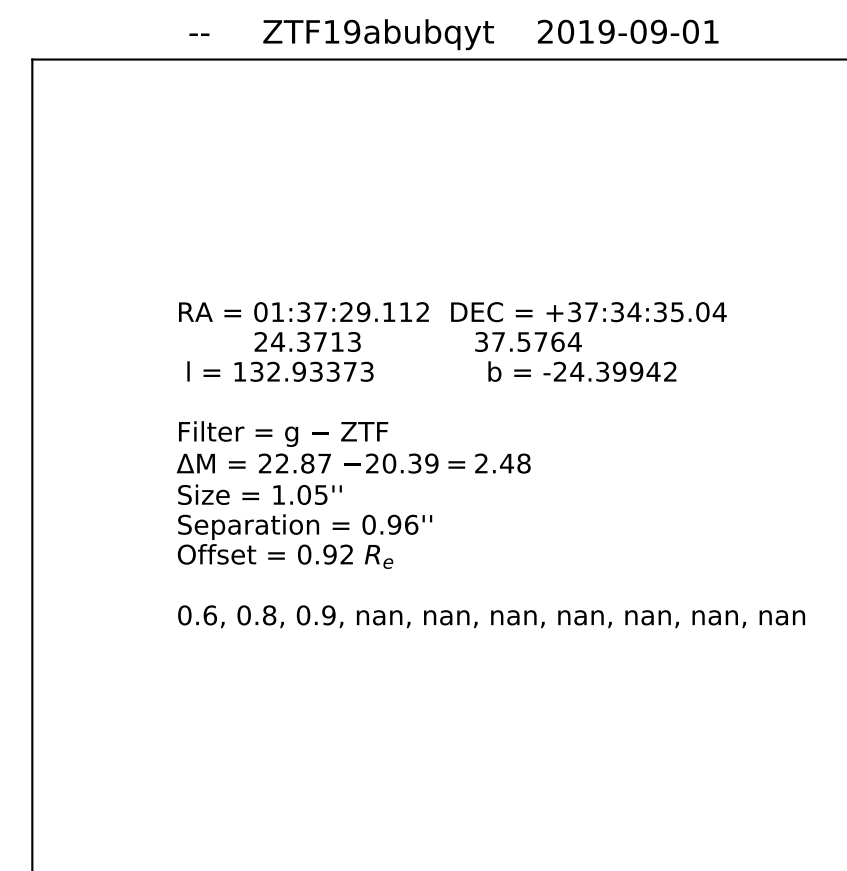 -- ZTF19abubqyt 2019-09-01
RA = 01:37:29.112 DEC = +37:34:35.04
24.3713 37.5764
l = 132.93373 b = -24.39942
Filter = g − ZTF
ΔM = 22.87 −20.39 = 2.48
Size = 1.05''
Separation = 0.96''
Offset = 0.92 Re
0.6, 0.8, 0.9, nan, nan, nan, nan, nan, nan, nan